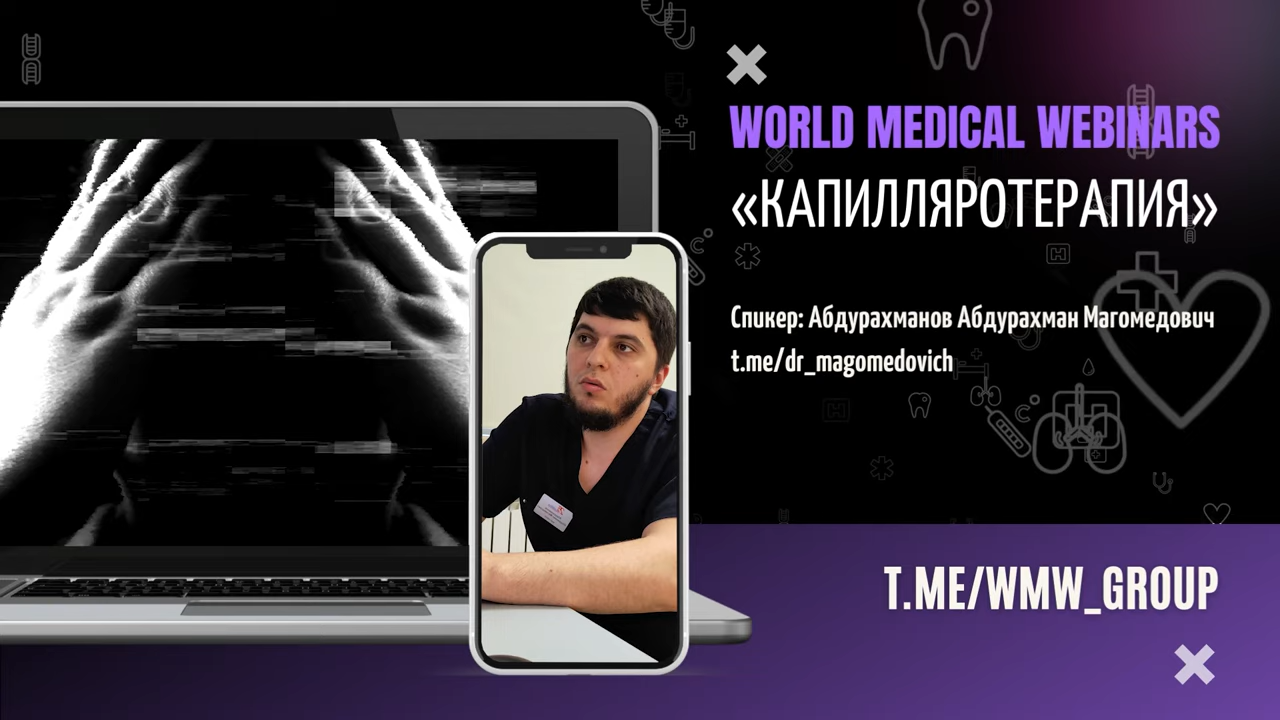 WORLD MEDICAL WEBINARS
«КАПИЛЛЯРОТЕРАПИЯ»
Спикер: Абдурахманов Абдурахман Магомедович
t.me/dr_magomedovich
T.ME/WMW_GROUP